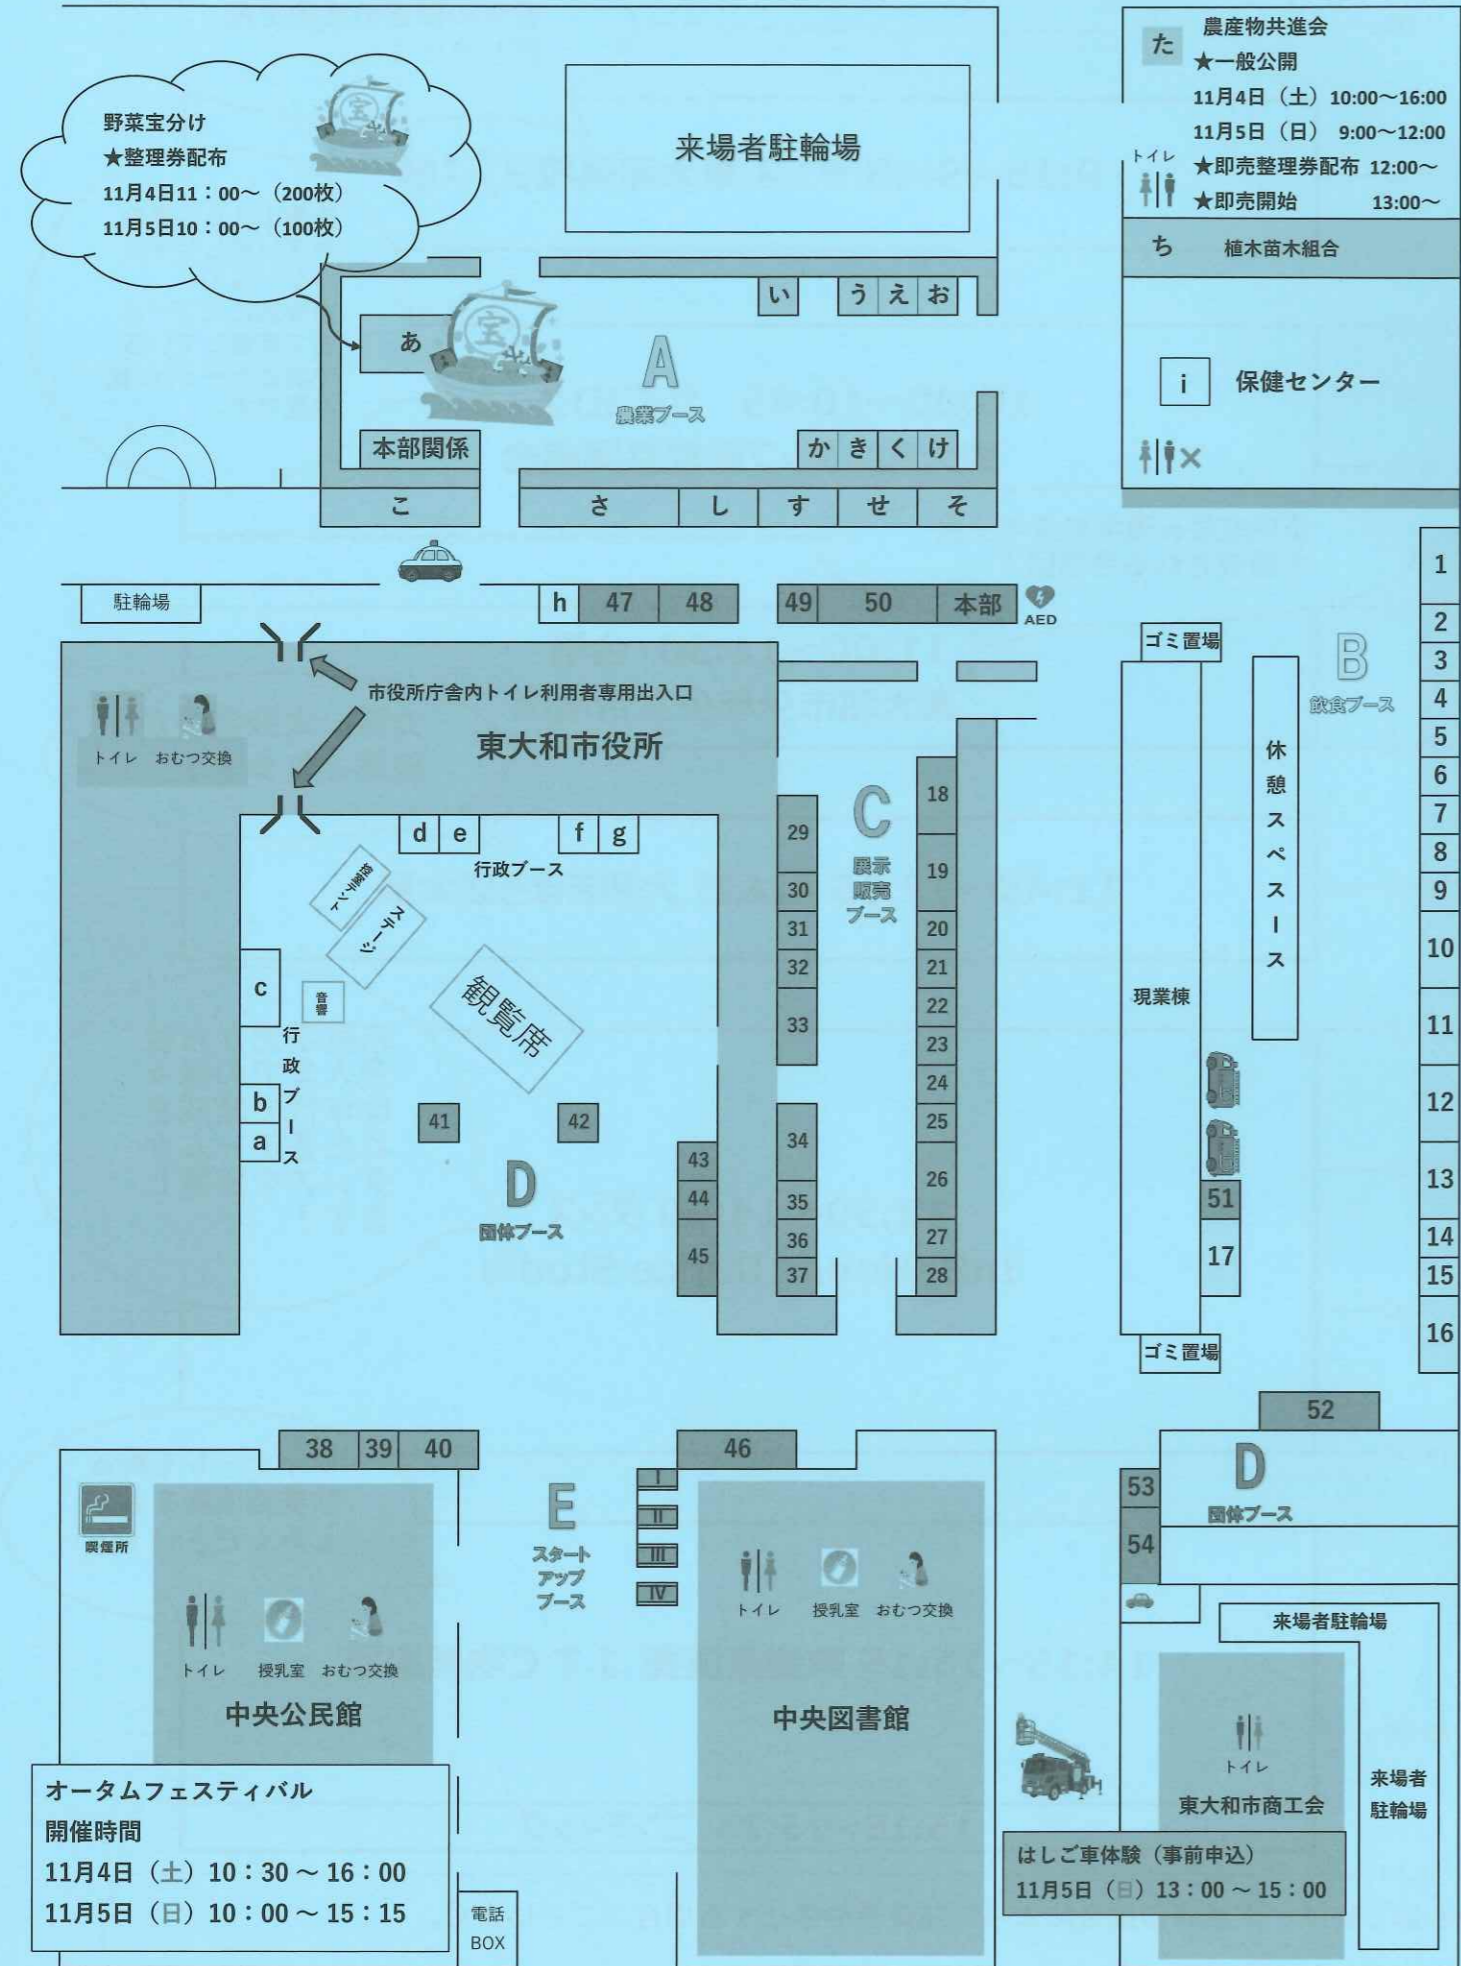 野菜宝分け
★整理券配布
11月4日11：00～（200枚）
11月5日10：00～（100枚）
宝
来場者駐輪場
た
農産物共進会
★一般公開
11月4日（土）10:00～16:00
11月5日（日） 9:00～12:00
トイレ
★即売整理券配布 12:00～
★即売開始 13:00～
ち 植木苗木組合
i 保健センター
い う え お
あ
宝
A
農業ブース
本部関係
か き く け
こ さ し す せ そ
駐輪場
h 47 48 49 50 本部
AED
市役所庁舎内トイレ利用者専用出入口
東大和市役所
トイレ おむつ交換
d e f g
行政ブース
控室テント
ステージ
音響
観覧席
c
行政ブース
b
a
41 42
D
団体ブース
43
44
45
C
展示
販売
ブース
29
30
31
32
33
34
35
36
37
18
19
20
21
22
23
24
25
26
27
28
ゴミ置場
現業棟
休憩スペース
B
飲食ブース
51
17
ゴミ置場
1
2
3
4
5
6
7
8
9
10
11
12
13
14
15
16
38 39 40
46
52
喫煙所
トイレ 授乳室 おむつ交換
中央公民館
E
スタート
アップ
ブース
I
II
III
IV
トイレ 授乳室 おむつ交換
中央図書館
53
54
D
団体ブース
来場者駐輪場
トイレ
東大和市商工会
来場者
駐輪場
はしご車体験（事前申込）
11月5日（日）13：00～15：00
オータムフェスティバル
開催時間
11月4日（土）10：30～16：00
11月5日（日）10：00～15：15
電話
BOX